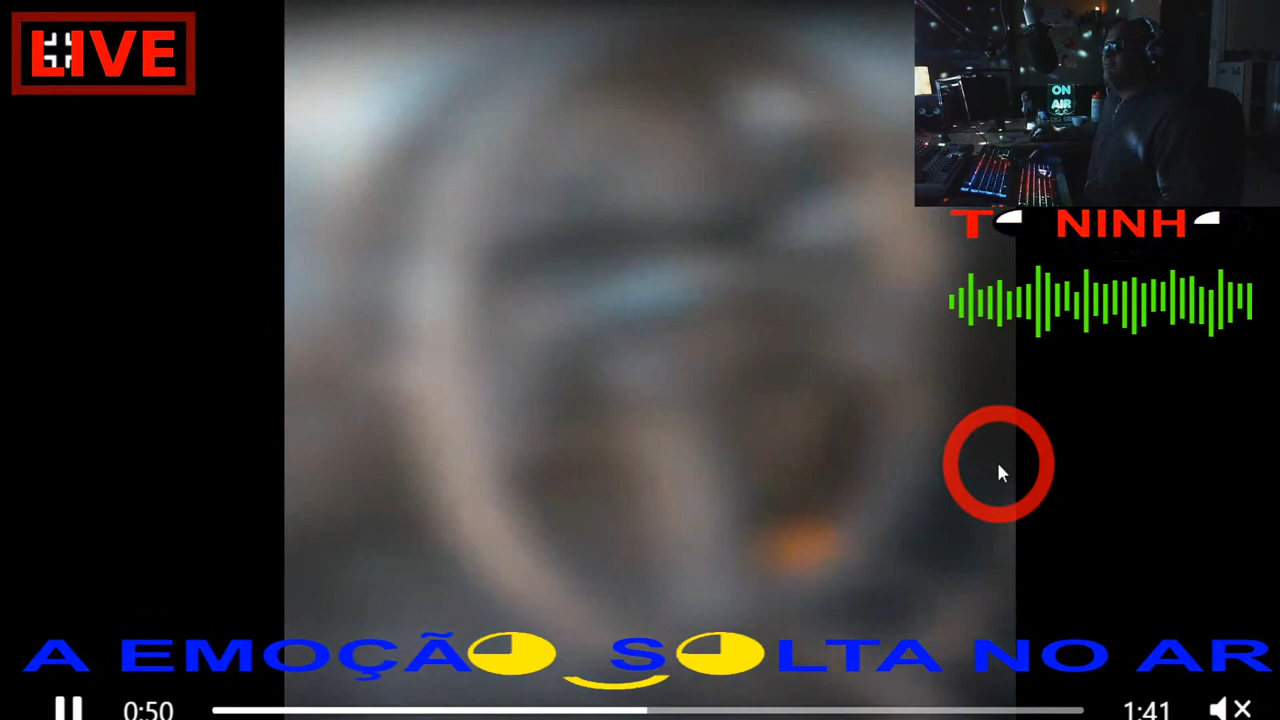 LIVE
ON
AIR
TONINHO
A EMOÇÃO SOLTA NO AR
0:50
1:41